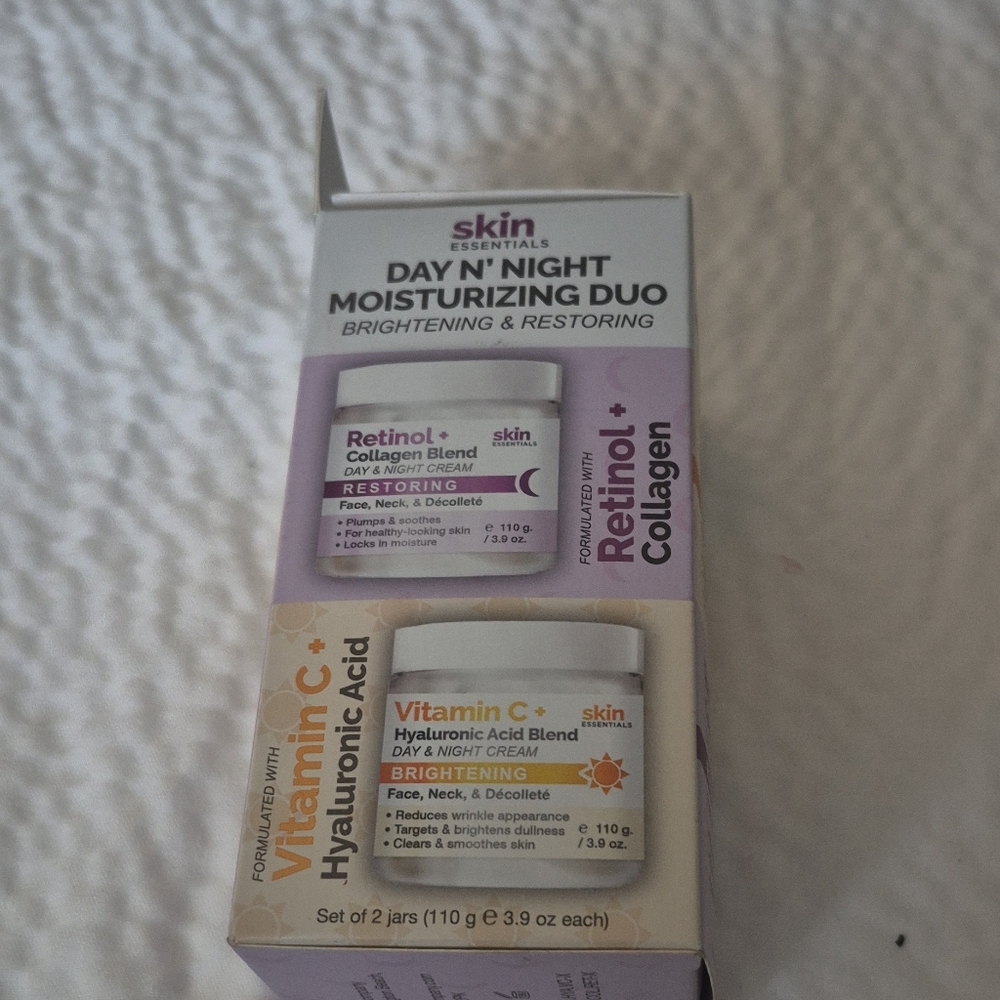 skin
ESSENTIALS
DAY N' NIGHT
MOISTURIZING DUO
BRIGHTENING & RESTORING
Retinol +
Collagen Blend
skin
ESSENTIALS
DAY & NIGHT CREAM
RESTORING
Face, Neck, & Décolleté
• Plumps & soothes
• For healthy-looking skin
• Locks in moisture
e 110 g.
/ 3.9 oz.
FORMULATED WITH
Retinol +
Collagen
FORMULATED WITH
Vitamin C +
Hyaluronic Acid
Vitamin C +
Hyaluronic Acid Blend
skin
ESSENTIALS
DAY & NIGHT CREAM
BRIGHTENING
Face, Neck, & Décolleté
• Reduces wrinkle appearance
• Targets & brightens dullness
• Clears & smoothes skin
e 110 g.
/ 3.9 oz.
Set of 2 jars (110 g e 3.9 oz each)